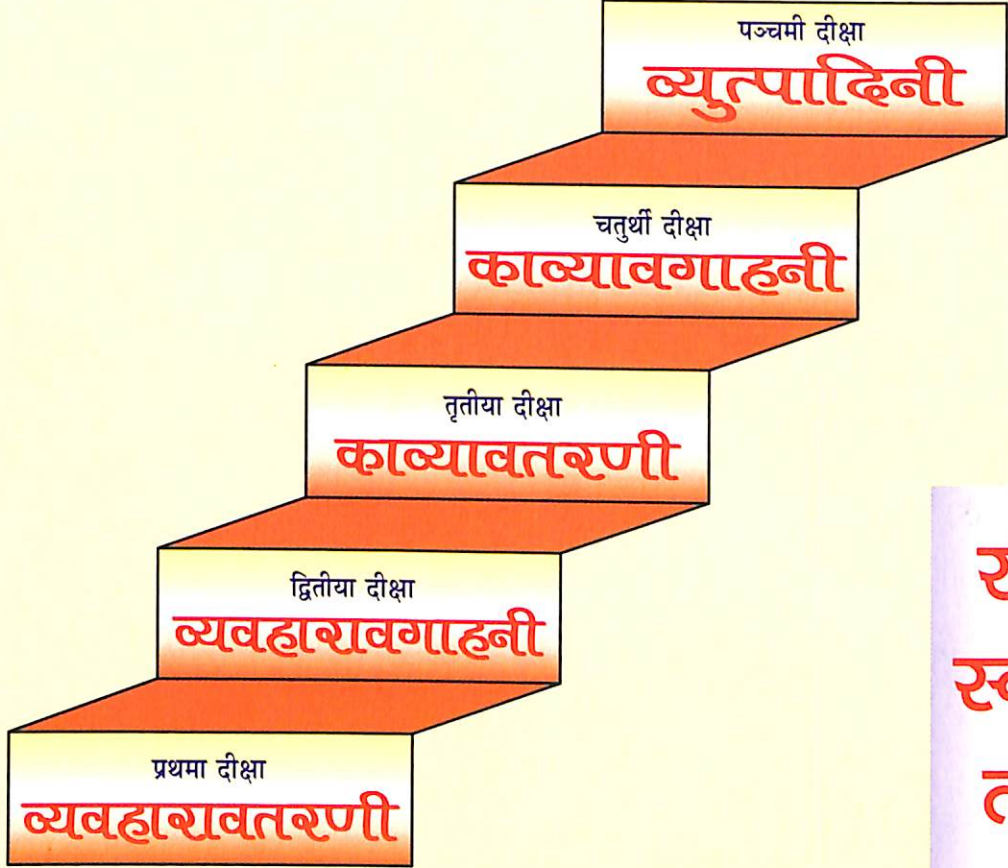 पञ्चमी दीक्षा
व्युत्पादिनी
चतुर्थी दीक्षा
काव्यावगाहनी
तृतीया दीक्षा
काव्यावतरणी
द्वितीया दीक्षा
व्यवहारावगाहनी
प्रथमा दीक्षा
व्यवहारावतरणी